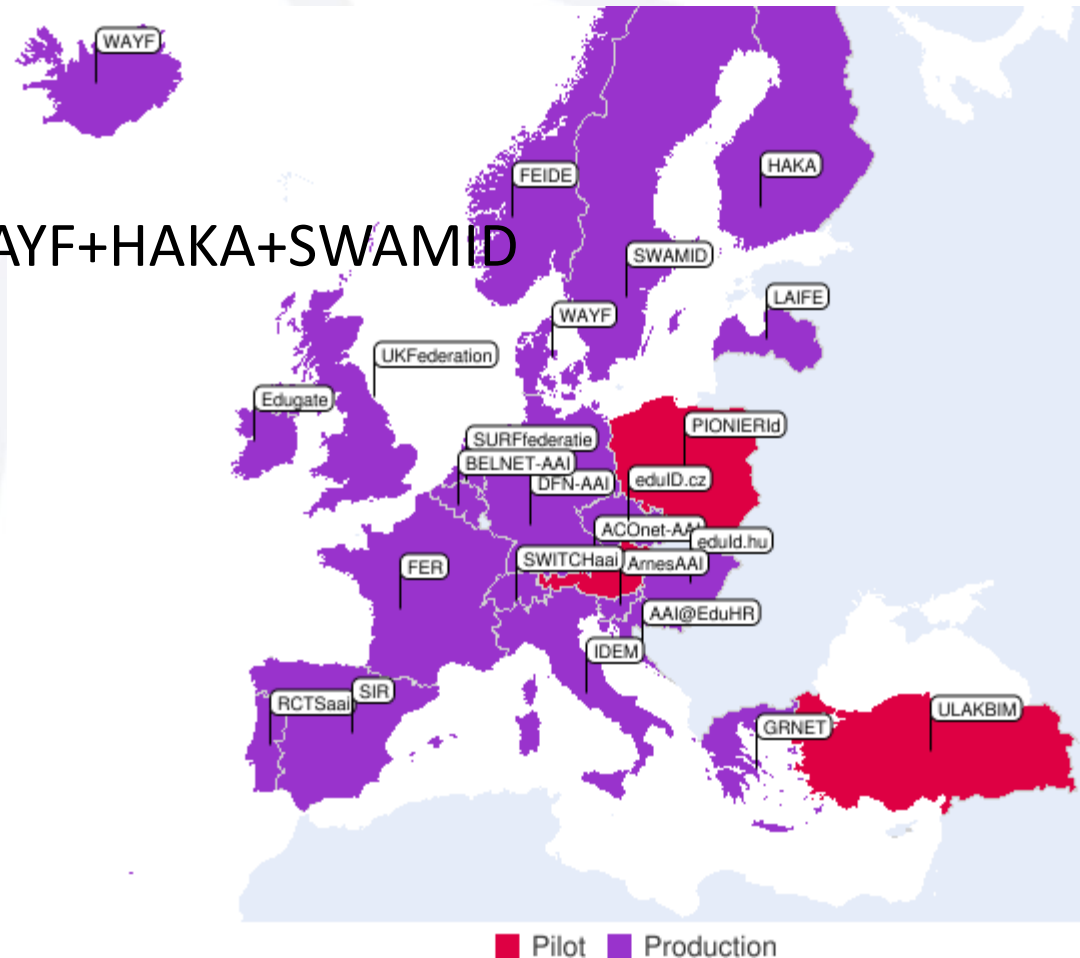 WAYF
HAKA
FEIDE
AYF+HAKA+SWAMID
SWAMID
LAIFE
WAYF
UKFederation
Edugate
PIONIERId
SURFfederatie
BELNET-AAI
DFN-AAI
eduID.cz
ACOnet-AAI
eduId.hu
SWITCHaai
ArnesAAI
FER
AAI@EduHR
IDEM
SIR
RCTSaai
ULAKBIM
GRNET
Pilot Production